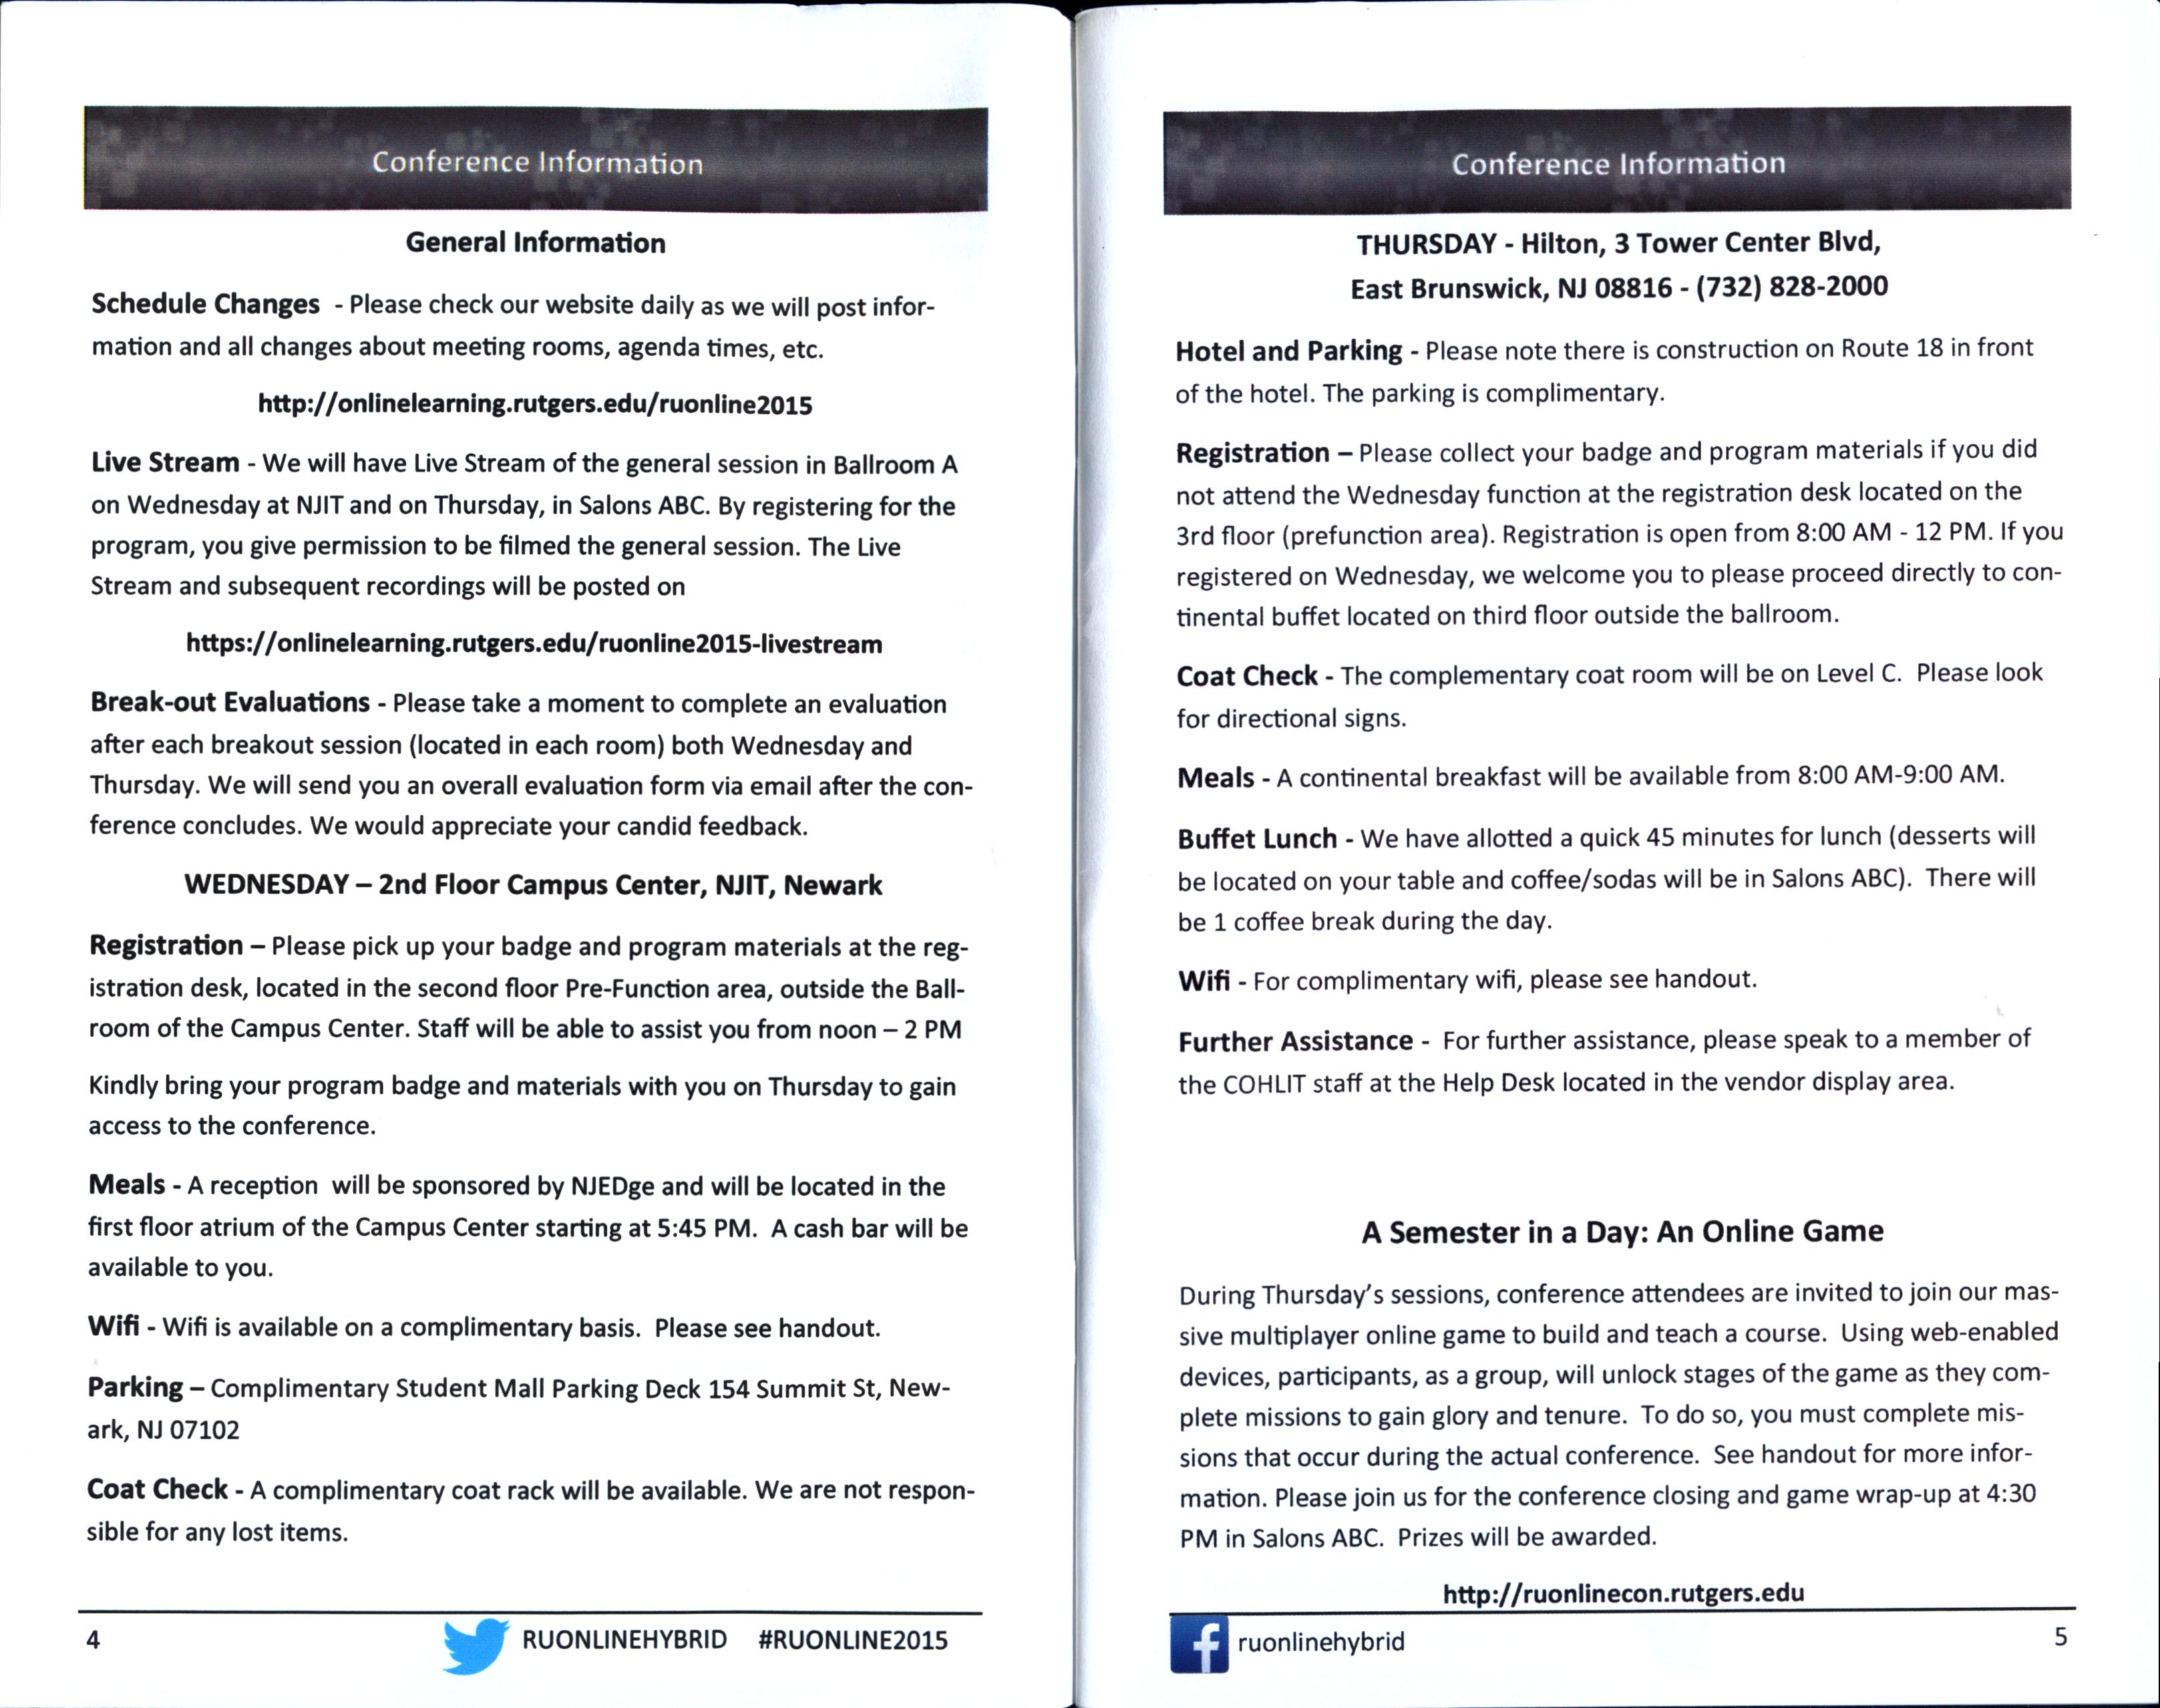 Conference Information
General Information
Schedule Changes  - Please check our website daily as we will post infor-
mation and all changes about meeting rooms, agenda times, etc.
http://onlinelearning.rutgers.edu/ruonline2015
Live Stream - We will have Live Stream of the general session in Ballroom A
on Wednesday at NJIT and on Thursday, in Salons ABC. By registering for the
program, you give permission to be filmed the general session. The Live
Stream and subsequent recordings will be posted on
https://onlinelearning.rutgers.edu/ruonline2015-livestream
Break-out Evaluations - Please take a moment to complete an evaluation
after each breakout session (located in each room) both Wednesday and
Thursday. We will send you an overall evaluation form via email after the con-
ference concludes. We would appreciate your candid feedback.
WEDNESDAY – 2nd Floor Campus Center, NJIT, Newark
Registration – Please pick up your badge and program materials at the reg-
istration desk, located in the second floor Pre-Function area, outside the Ball-
room of the Campus Center. Staff will be able to assist you from noon – 2 PM
Kindly bring your program badge and materials with you on Thursday to gain
access to the conference.
Meals - A reception  will be sponsored by NJEDge and will be located in the
first floor atrium of the Campus Center starting at 5:45 PM.  A cash bar will be
available to you.
Wifi - Wifi is available on a complimentary basis.  Please see handout.
Parking – Complimentary Student Mall Parking Deck 154 Summit St, New-
ark, NJ 07102
Coat Check - A complimentary coat rack will be available. We are not respon-
sible for any lost items.
4 RUONLINEHYBRID #RUONLINE2015
Conference Information
THURSDAY - Hilton, 3 Tower Center Blvd,
East Brunswick, NJ 08816 - (732) 828-2000
Hotel and Parking - Please note there is construction on Route 18 in front
of the hotel. The parking is complimentary.
Registration – Please collect your badge and program materials if you did
not attend the Wednesday function at the registration desk located on the
3rd floor (prefunction area). Registration is open from 8:00 AM - 12 PM. If you
registered on Wednesday, we welcome you to please proceed directly to con-
tinental buffet located on third floor outside the ballroom.
Coat Check - The complementary coat room will be on Level C.  Please look
for directional signs.
Meals - A continental breakfast will be available from 8:00 AM-9:00 AM.
Buffet Lunch - We have allotted a quick 45 minutes for lunch (desserts will
be located on your table and coffee/sodas will be in Salons ABC).  There will
be 1 coffee break during the day.
Wifi - For complimentary wifi, please see handout.
Further Assistance -  For further assistance, please speak to a member of
the COHLIT staff at the Help Desk located in the vendor display area.
A Semester in a Day: An Online Game
During Thursday's sessions, conference attendees are invited to join our mas-
sive multiplayer online game to build and teach a course.  Using web-enabled
devices, participants, as a group, will unlock stages of the game as they com-
plete missions to gain glory and tenure.  To do so, you must complete mis-
sions that occur during the actual conference.  See handout for more infor-
mation. Please join us for the conference closing and game wrap-up at 4:30
PM in Salons ABC.  Prizes will be awarded.
http://ruonlinecon.rutgers.edu
f ruonlinehybrid 5